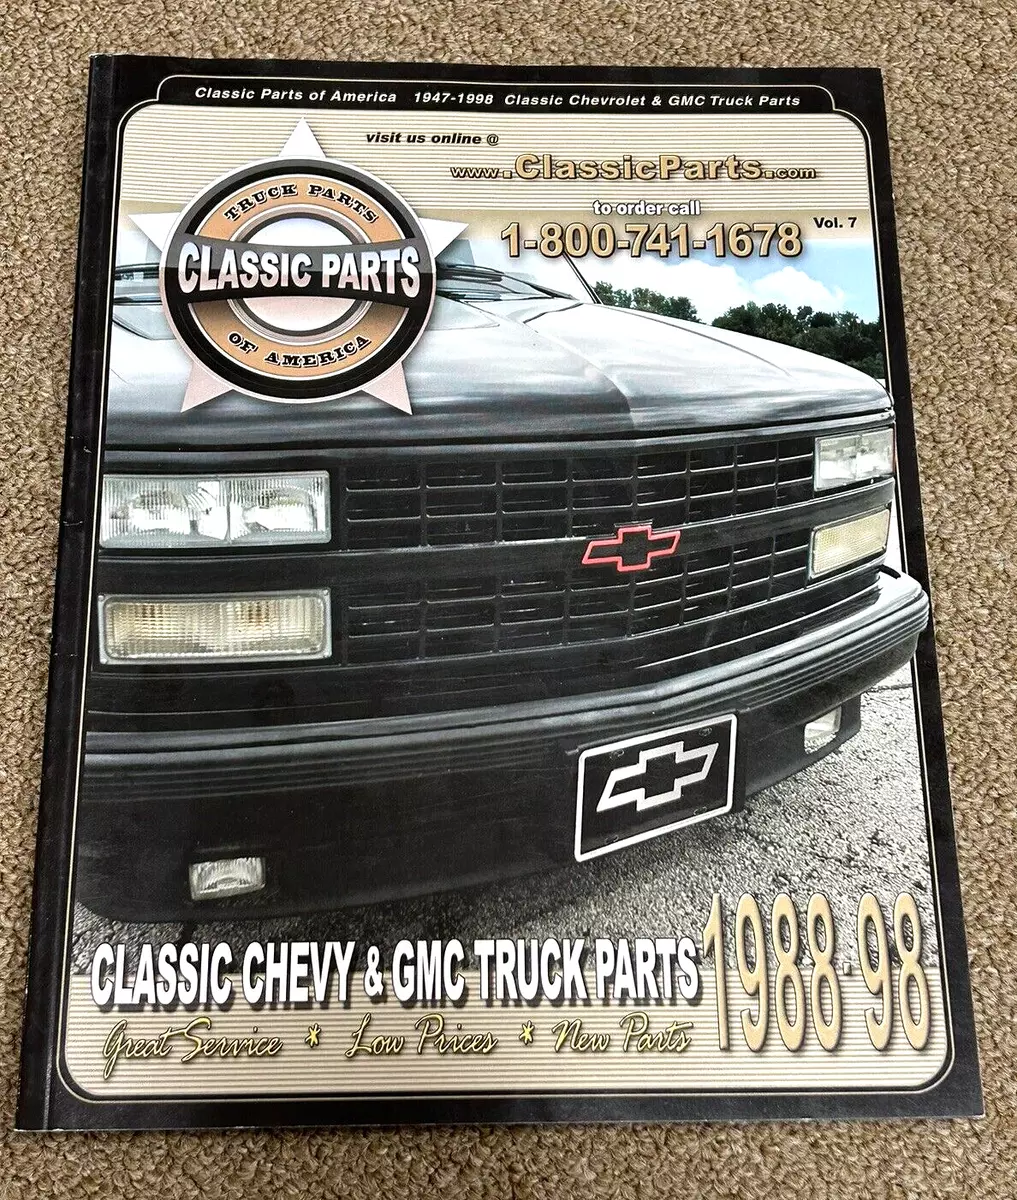 Classic Parts of America 1947-1998 Classic Chevrolet & GMC Truck Parts
visit us online @
www.ClassicParts.com
to order call
1-800-741-1678
Vol. 7
TRUCK PARTS
CLASSIC PARTS
OF AMERICA
CLASSIC CHEVY & GMC TRUCK PARTS
1988-98
Great Service * Low Prices * New Parts